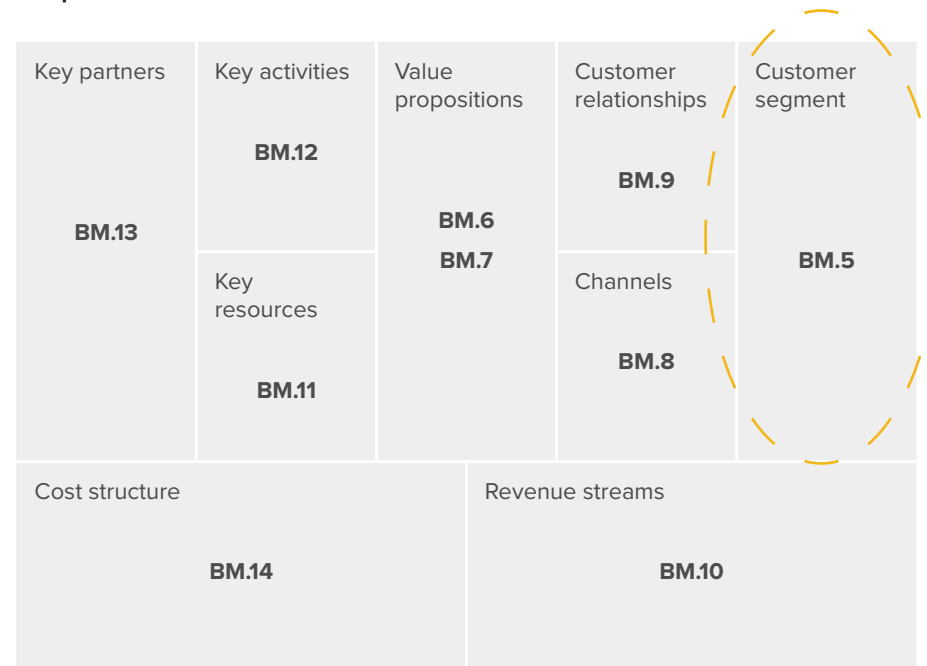 Key partners
BM.13
Key activities
BM.12
Key
resources
BM.11
Value
propositions
BM.6
BM.7
Customer
relationships
BM.9
Channels
BM.8
Customer
segment
BM.5
Cost structure
BM.14
Revenue streams
BM.10